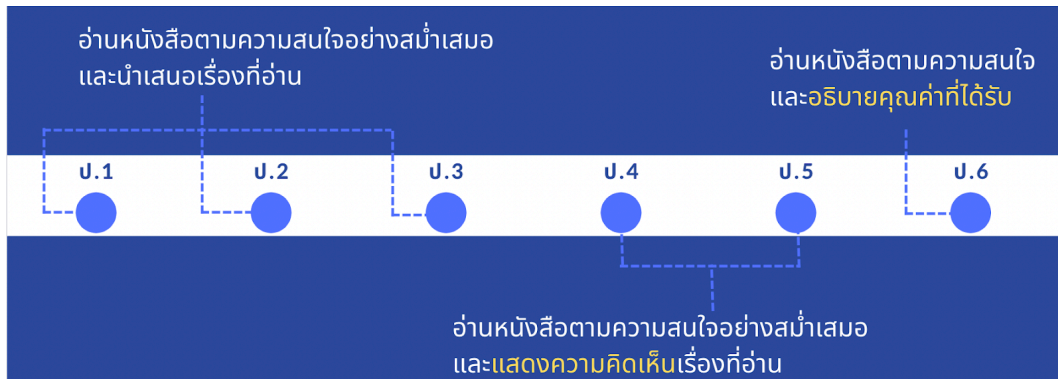 อ่านหนังสือตามความสนใจอย่างสม่ำเสมอ
และนำเสนอเรื่องที่อ่าน
อ่านหนังสือตามความสนใจ
และอธิบายคุณค่าที่ได้รับ
ป.1 ป.2 ป.3 ป.4 ป.5 ป.6
อ่านหนังสือตามความสนใจอย่างสม่ำเสมอ
และแสดงความคิดเห็นเรื่องที่อ่าน